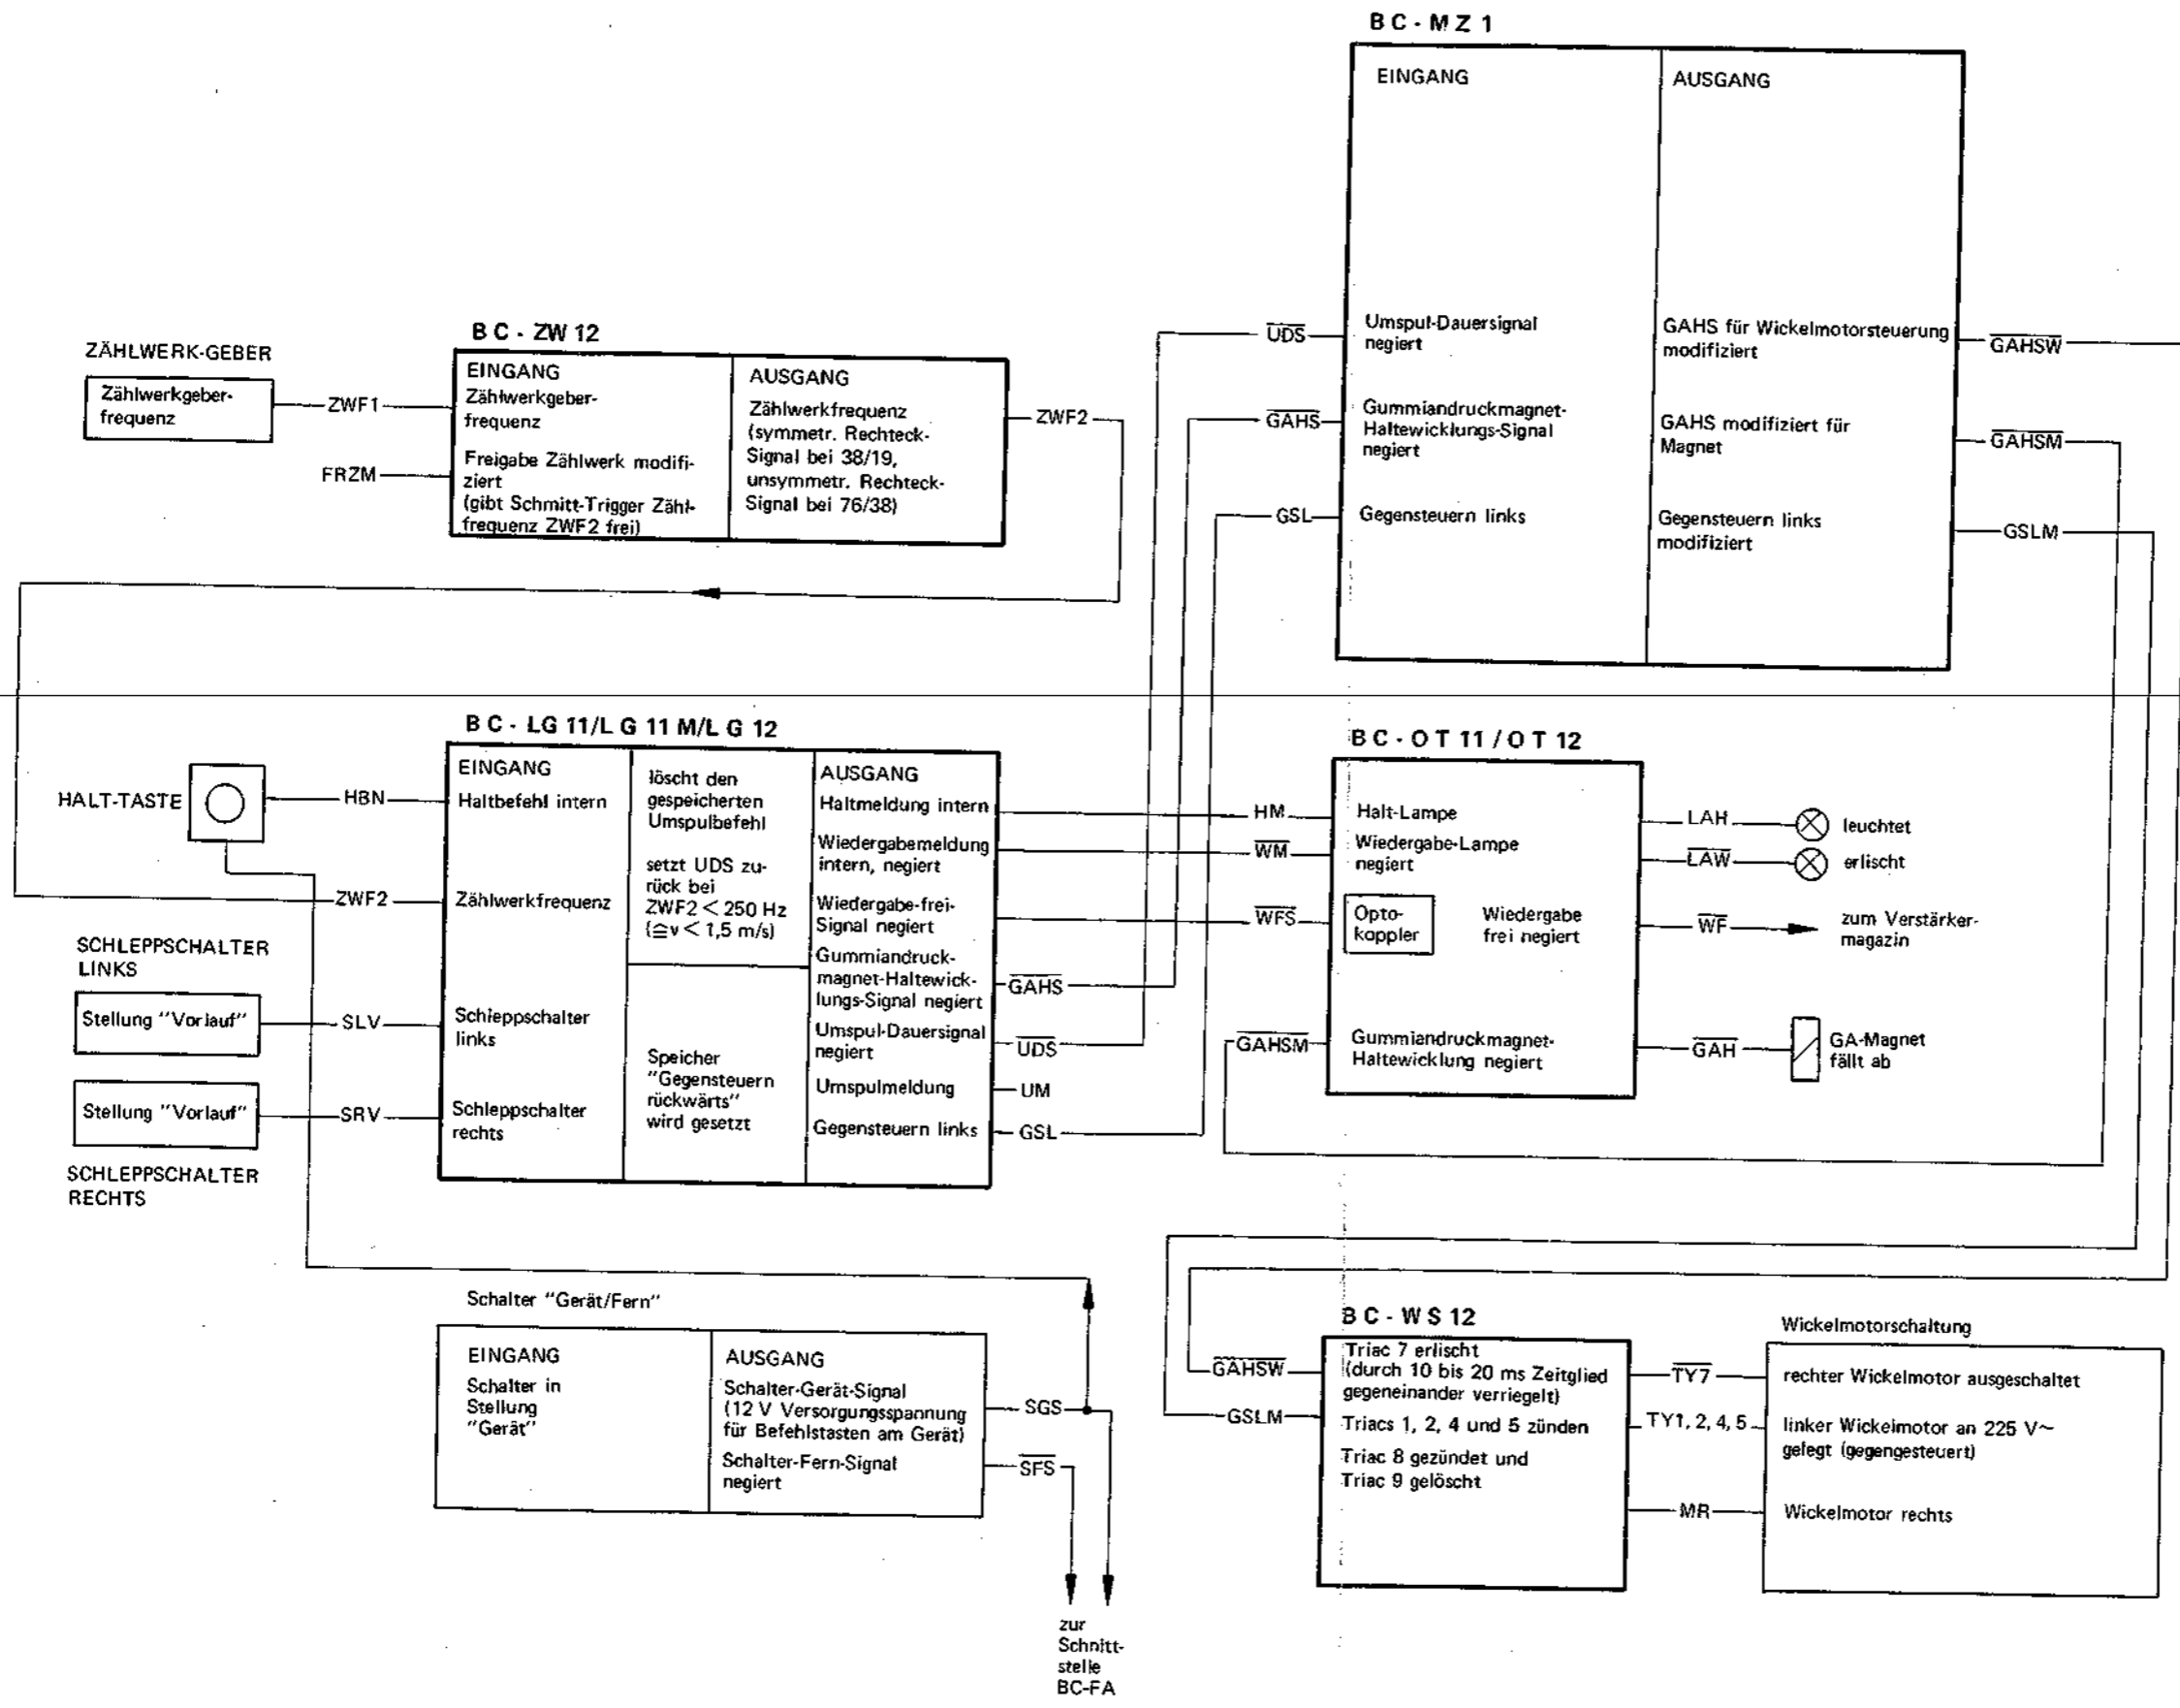 BC-MZ1
EINGANG
AUSGANG
Umspul-Dauersignal
negiert
Gummiandruckmagnet-
Haltewicklungs-Signal
negiert
Gegensteuern links
GAHS für Wickelmotorsteuerung
modifiziert
GAHS modifiziert für
Magnet
Gegensteuern links
modifiziert
UDS
GAHS
GSL
GAHSW
GAHSM
GSLM
BC-ZW 12
ZÄHLWERK-GEBER
Zählwerkgeber-
frequenz
ZWF1
FRZM
EINGANG
Zählwerkgeber-
frequenz
Freigabe Zählwerk modifi-
ziert
(gibt Schmitt-Trigger Zähl-
frequenz ZWF2 frei)
AUSGANG
Zählwerkfrequenz
(symmetr. Rechteck-
Signal bei 38/19,
unsymmetr. Rechteck-
Signal bei 76/38)
ZWF2
BC-LG 11/LG 11 M/LG 12
HALT-TASTE
HBN
ZWF2
SCHLEPPSCHALTER
LINKS
Stellung "Vorlauf"
SLV
Stellung "Vorlauf"
SRV
SCHLEPPSCHALTER
RECHTS
EINGANG
Haltbefehl intern
Zählwerkfrequenz
Schleppschalter
links
Schleppschalter
rechts
löscht den
gespeicherten
Umspulbefehl
setzt UDS zu-
rück bei
ZWF2 < 250 Hz
(≙v < 1,5 m/s)
Speicher
"Gegensteuern
rückwärts"
wird gesetzt
AUSGANG
Haltmeldung intern
Wiedergabemeldung
intern, negiert
Wiedergabe-frei-
Signal negiert
Gummiandruck-
magnet-Haltewick-
lungs-Signal negiert
Umspul-Dauersignal
negiert
Umspulmeldung
Gegensteuern links
GAHS
UDS
UM
GSL
BC-OT 11/OT 12
HM
WM
WFS
GAHSM
Halt-Lampe
Wiedergabe-Lampe
negiert
Opto-
koppler
Wiedergabe
frei negiert
Gummiandruckmagnet-
Haltewicklung negiert
LAH
leuchtet
LAW
erlischt
WF
zum Verstärker-
magazin
GAH
GA-Magnet
fällt ab
Schalter "Gerät/Fern"
EINGANG
Schalter in
Stellung
"Gerät"
AUSGANG
Schalter-Gerät-Signal
(12 V Versorgungsspannung
für Befehlstasten am Gerät)
Schalter-Fern-Signal
negiert
SGS
SFS
zur
Schnitt-
stelle
BC-FA
BC-WS 12
GAHSW
GSLM
Triac 7 erlischt
(durch 10 bis 20 ms Zeitglied
gegeneinander verriegelt)
Triacs 1, 2, 4 und 5 zünden
Triac 8 gezündet und
Triac 9 gelöscht
TY7
TY1, 2, 4, 5
MR
Wickelmotorschaltung
rechter Wickelmotor ausgeschaltet
linker Wickelmotor an 225 V~
gelegt (gegengesteuert)
Wickelmotor rechts